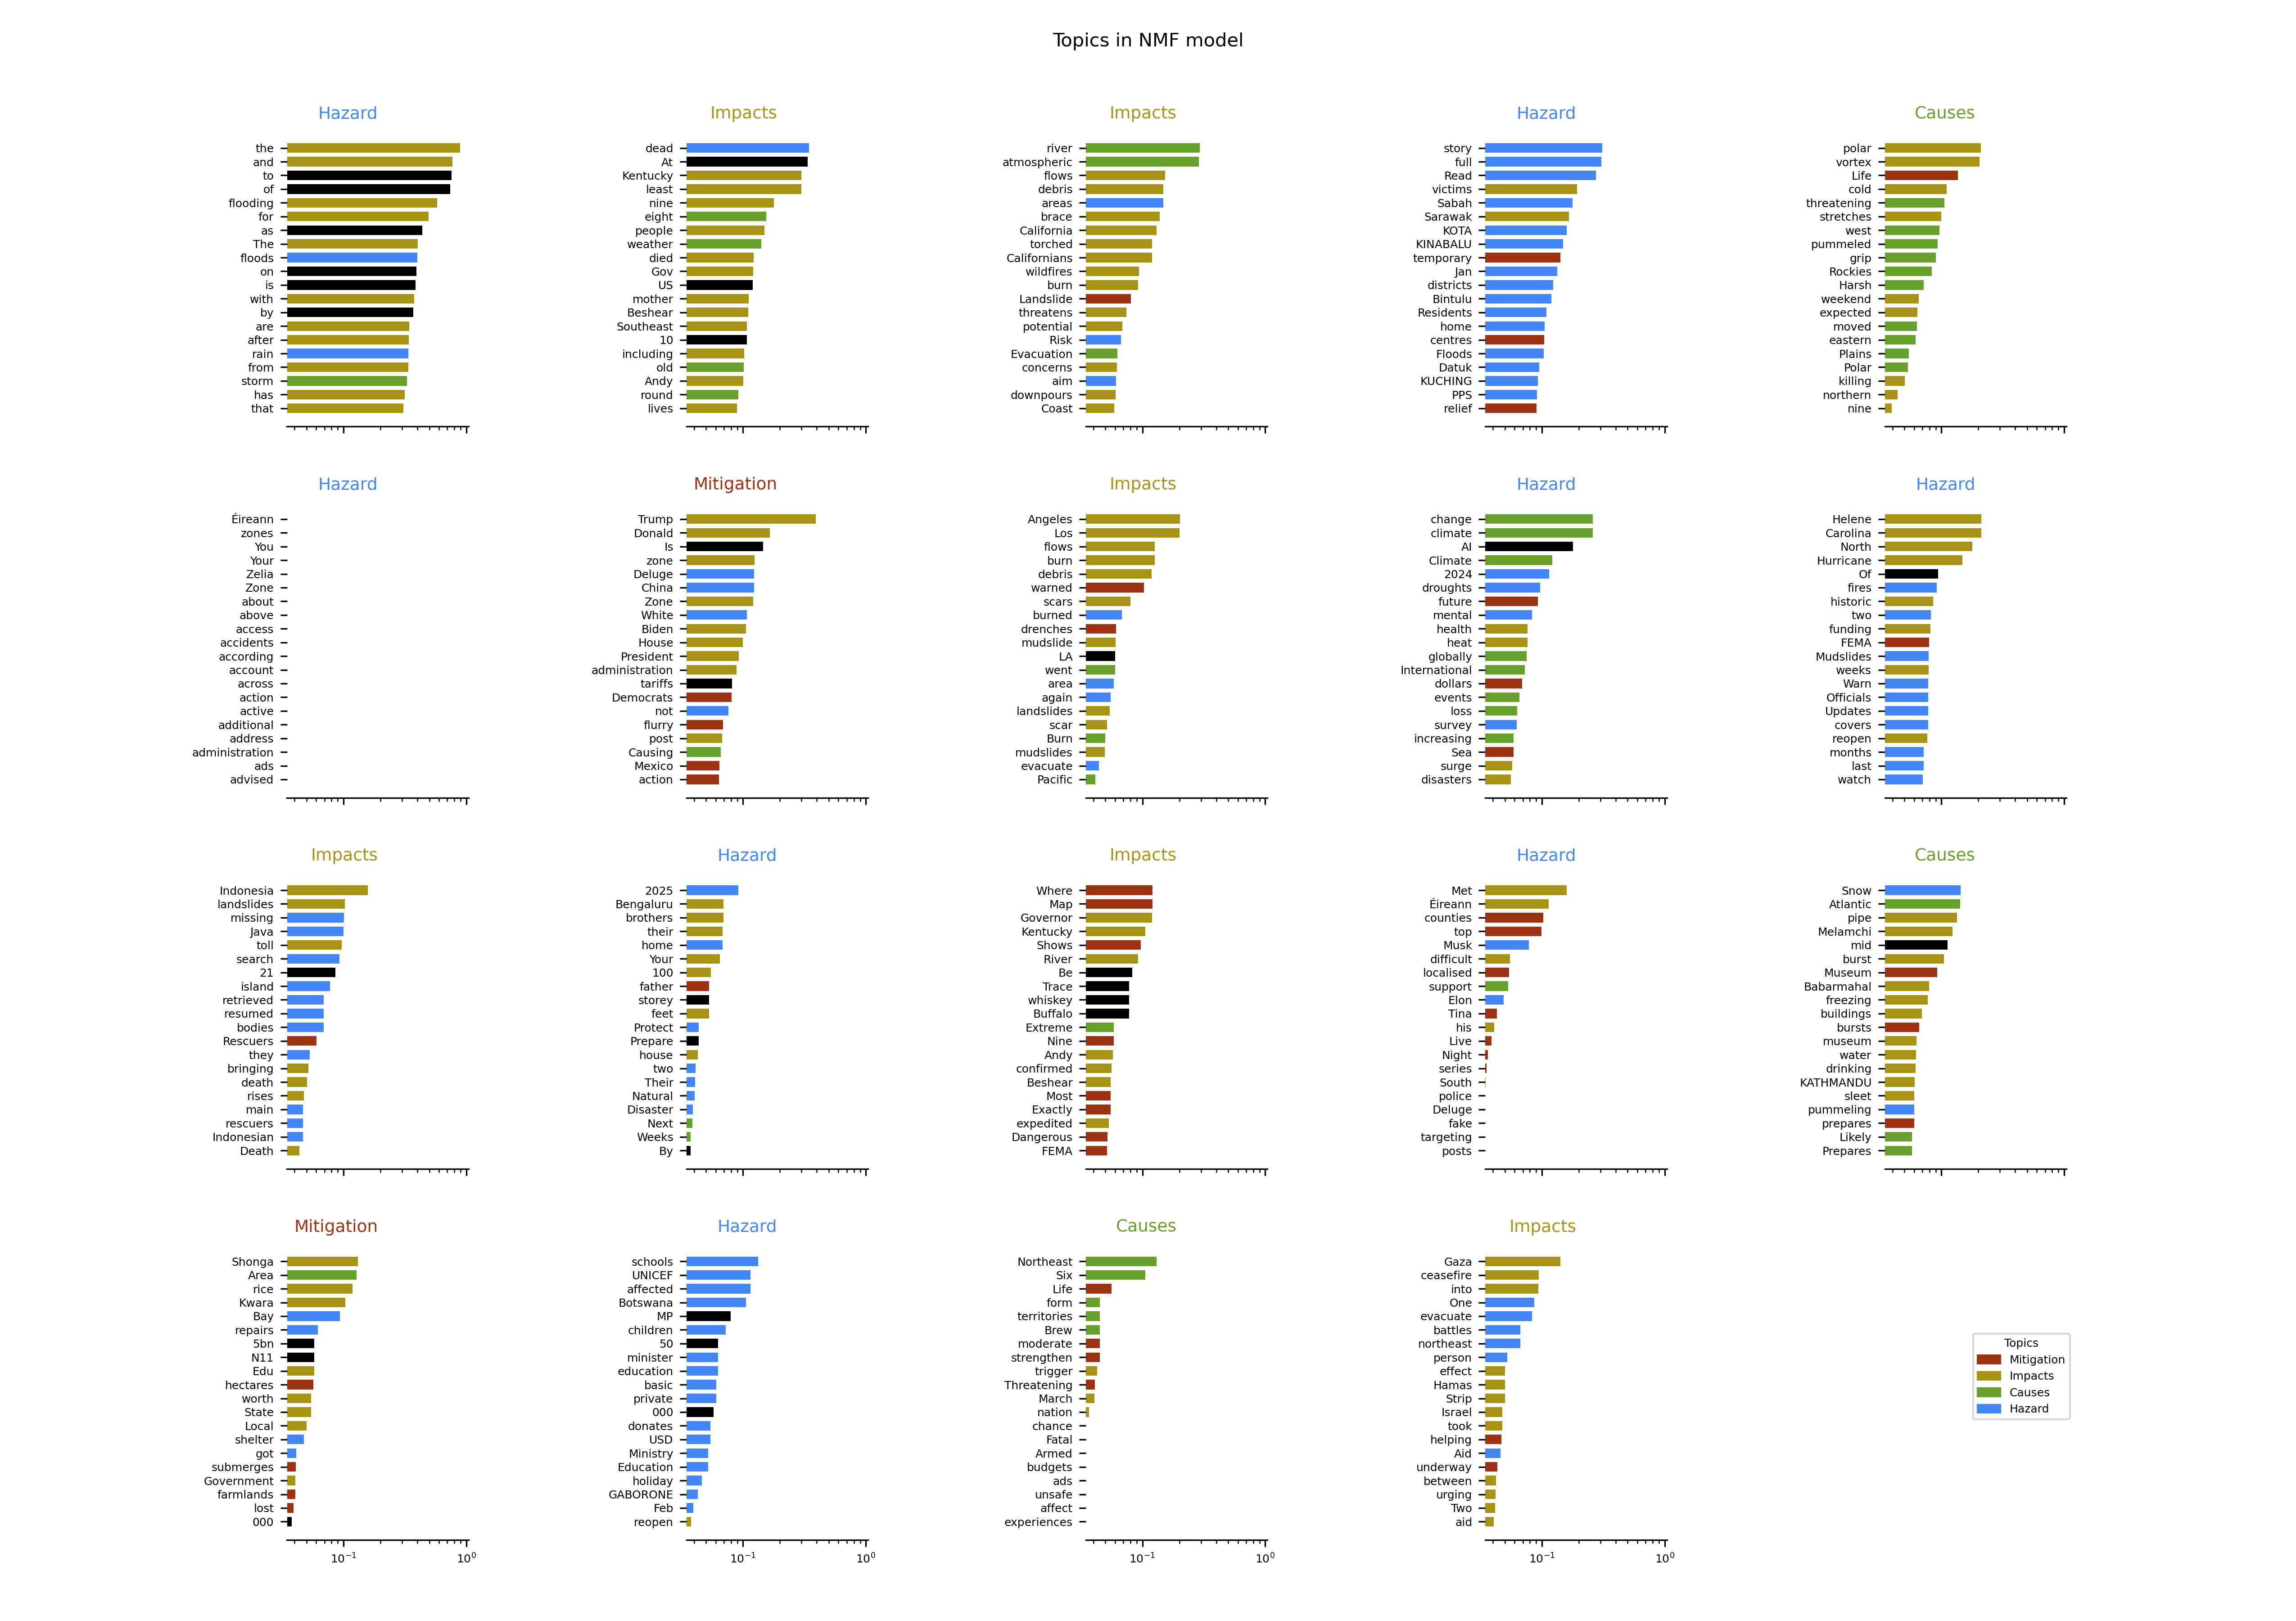 Topics in NMF model
Hazard
the
and
to
of
flooding
for
as
The
floods
on
is
with
by
are
after
rain
from
storm
has
that
Impacts
dead
At
Kentucky
least
nine
eight
people
weather
died
Gov
US
mother
Beshear
Southeast
10
including
old
Andy
round
lives
Impacts
river
atmospheric
flows
debris
areas
brace
California
torched
Californians
wildfires
burn
Landslide
threatens
potential
Risk
Evacuation
concerns
aim
downpours
Coast
Hazard
story
full
Read
victims
Sabah
Sarawak
KOTA
KINABALU
temporary
Jan
districts
Bintulu
Residents
home
centres
Floods
Datuk
KUCHING
PPS
relief
Causes
polar
vortex
Life
cold
threatening
stretches
west
pummeled
grip
Rockies
Harsh
weekend
expected
moved
eastern
Plains
Polar
killing
northern
nine
Hazard
Éireann
zones
You
Your
Zelia
Zone
about
above
access
accidents
according
account
across
action
active
additional
address
administration
ads
advised
Mitigation
Trump
Donald
Is
zone
Deluge
China
Zone
White
Biden
House
President
administration
tariffs
Democrats
not
flurry
post
Causing
Mexico
action
Impacts
Angeles
Los
flows
burn
debris
warned
scars
burned
drenches
mudslide
LA
went
area
again
landslides
scar
Burn
mudslides
evacuate
Pacific
Hazard
change
climate
AI
Climate
2024
droughts
future
mental
health
heat
globally
International
dollars
events
loss
survey
increasing
Sea
surge
disasters
Hazard
Helene
Carolina
North
Hurricane
Of
fires
historic
two
funding
FEMA
Mudslides
weeks
Warn
Officials
Updates
covers
reopen
months
last
watch
Impacts
Indonesia
landslides
missing
Java
toll
search
21
island
retrieved
resumed
bodies
Rescuers
they
bringing
death
rises
main
rescuers
Indonesian
Death
Hazard
2025
Bengaluru
brothers
their
home
Your
100
father
storey
feet
Protect
Prepare
house
two
Their
Natural
Disaster
Next
Weeks
By
Impacts
Where
Map
Governor
Kentucky
Shows
River
Be
Trace
whiskey
Buffalo
Extreme
Nine
Andy
confirmed
Beshear
Most
Exactly
expedited
Dangerous
FEMA
Hazard
Met
Éireann
counties
top
Musk
difficult
localised
support
Elon
Tina
his
Live
Night
series
South
police
Deluge
fake
targeting
posts
Causes
Snow
Atlantic
pipe
Melamchi
mid
burst
Museum
Babarmahal
freezing
buildings
bursts
museum
water
drinking
KATHMANDU
sleet
pummeling
prepares
Likely
Prepares
Mitigation
Shonga
Area
rice
Kwara
Bay
repairs
5bn
N11
Edu
hectares
worth
State
Local
shelter
got
submerges
Government
farmlands
lost
000
10⁻¹ 10⁰
Hazard
schools
UNICEF
affected
Botswana
MP
children
50
minister
education
basic
private
000
donates
USD
Ministry
Education
holiday
GABORONE
Feb
reopen
10⁻¹ 10⁰
Causes
Northeast
Six
Life
form
territories
Brew
moderate
strengthen
trigger
Threatening
March
nation
chance
Fatal
Armed
budgets
ads
unsafe
affect
experiences
10⁻¹ 10⁰
Impacts
Gaza
ceasefire
into
One
evacuate
battles
northeast
person
effect
Hamas
Strip
Israel
took
helping
Aid
underway
between
urging
Two
aid
10⁻¹ 10⁰
Topics
Mitigation
Impacts
Causes
Hazard